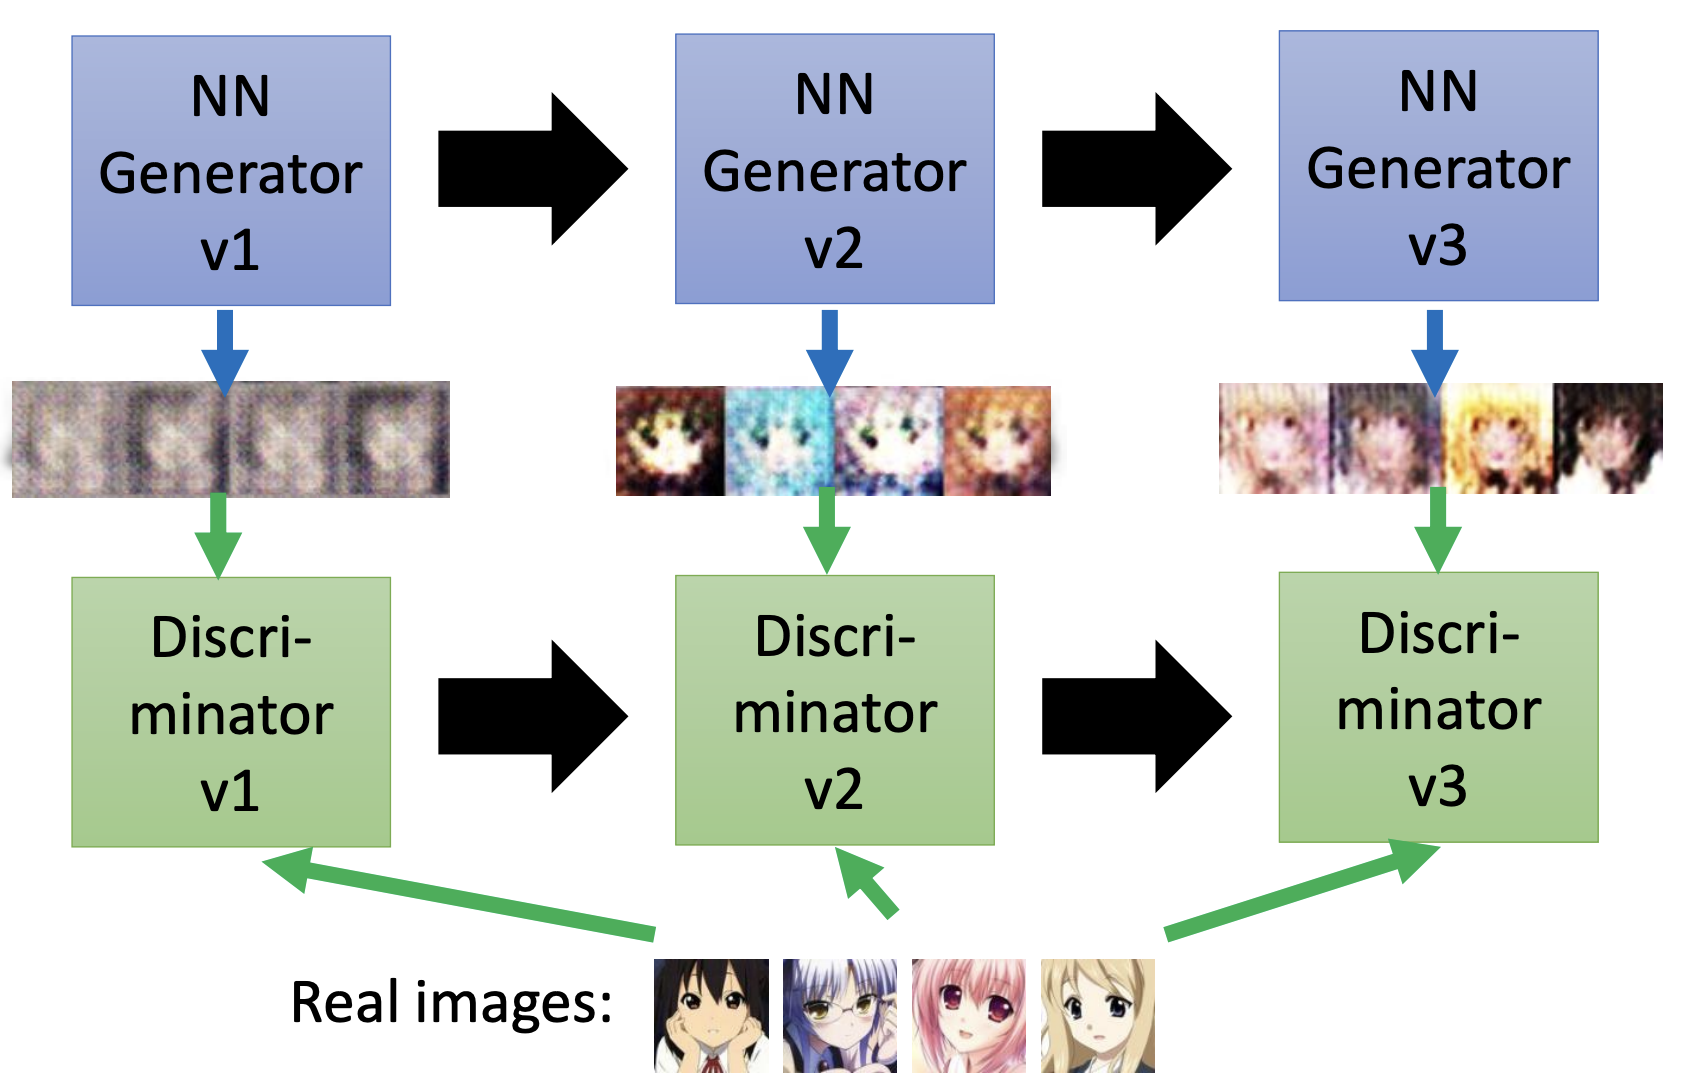 NN
Generator
v1
NN
Generator
v2
NN
Generator
v3
Discri-
minator
v1
Discri-
minator
v2
Discri-
minator
v3
Real images: